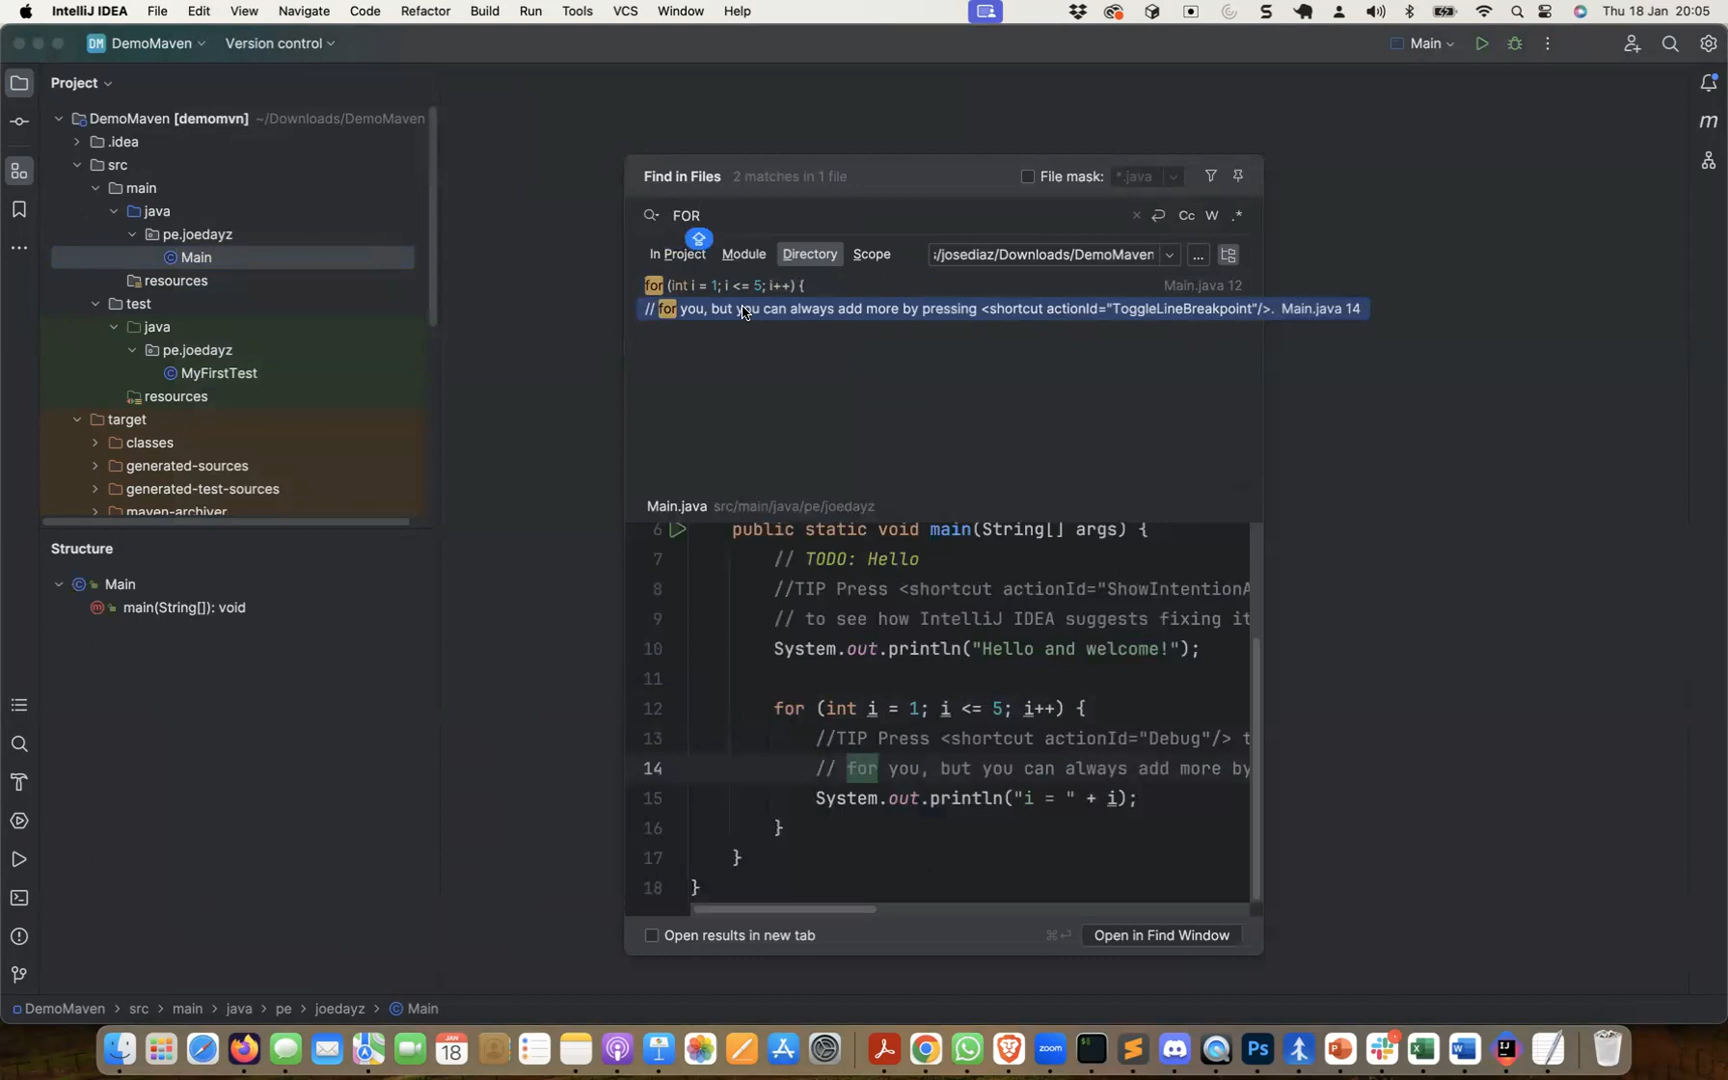 IntelliJ IDEA File Edit View Navigate Code Refactor Build Run Tools VCS Window Help Thu 18 Jan 20:05
DM DemoMaven Version control Main
Project
DemoMaven [demomvn] ~/Downloads/DemoMaven
.idea
src
main
java
pe.joedayz
Main
resources
test
java
pe.joedayz
MyFirstTest
resources
target
classes
generated-sources
generated-test-sources
maven-archiver
Structure
Main
main(String[]): void
Find in Files 2 matches in 1 file File mask: *.java
FOR Cc W .*
In Project Module Directory Scope :/josediaz/Downloads/DemoMaven ...
for (int i = 1; i <= 5; i++) { Main.java 12
// for you, but you can always add more by pressing <shortcut actionId="ToggleLineBreakpoint"/>. Main.java 14
Main.java src/main/java/pe/joedayz
6 public static void main(String[] args) {
7 // TODO: Hello
8 //TIP Press <shortcut actionId="ShowIntentionA
9 // to see how IntelliJ IDEA suggests fixing it
10 System.out.println("Hello and welcome!");
11
12 for (int i = 1; i <= 5; i++) {
13 //TIP Press <shortcut actionId="Debug"/> t
14 // for you, but you can always add more by
15 System.out.println("i = " + i);
16 }
17 }
18 }
Open results in new tab ⌘↩ Open in Find Window
DemoMaven > src > main > java > pe > joedayz > Main
JAN
18
zoom
Ps